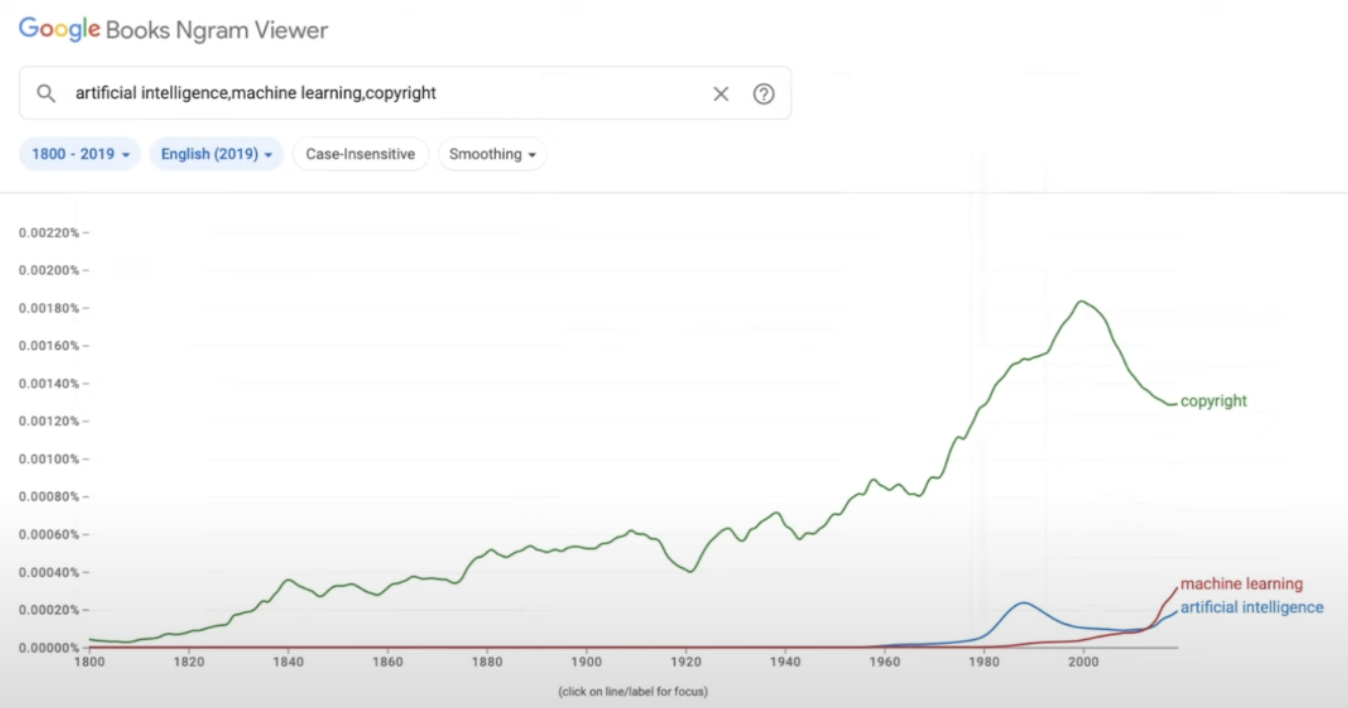 Google Books Ngram Viewer
artificial intelligence,machine learning,copyright
1800 - 2019 English (2019) Case-Insensitive Smoothing
0.00220%
0.00200%
0.00180%
0.00160%
0.00140%
copyright
0.00120%
0.00100%
0.00080%
0.00060%
0.00040%
machine learning
0.00020%
artificial intelligence
0.00000%
1800 1820 1840 1860 1880 1900 1920 1940 1960 1980 2000
(click on line/label for focus)